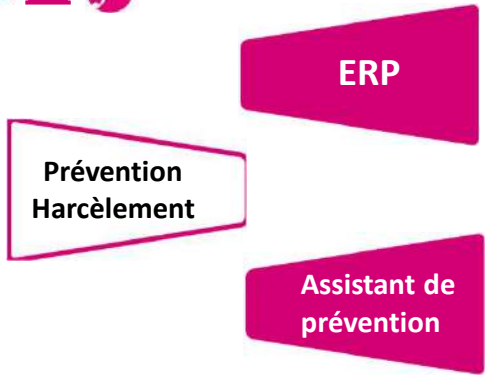 ERP
Prévention
Harcèlement
Assistant de
prévention